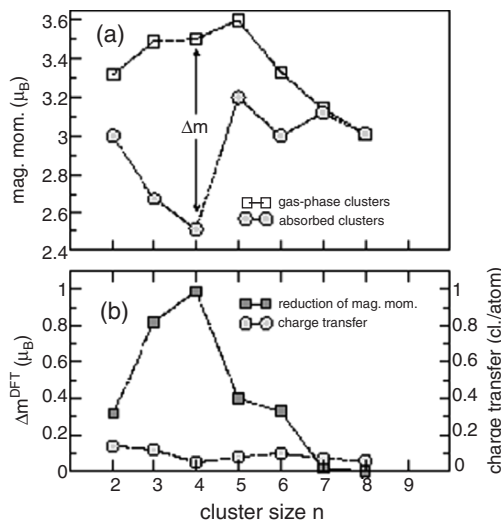 (a)
3.6
3.4
3.2
3
2.8
2.6
2.4
mag. mom. (μB)
Δm
gas-phase clusters
absorbed clusters
(b)
1
0.8
0.6
0.4
0.2
0
ΔmDFT (μB)
reduction of mag. mom.
charge transfer
1
0.8
0.6
0.4
0.2
0
charge transfer (cl./atom)
2 3 4 5 6 7 8 9
cluster size n